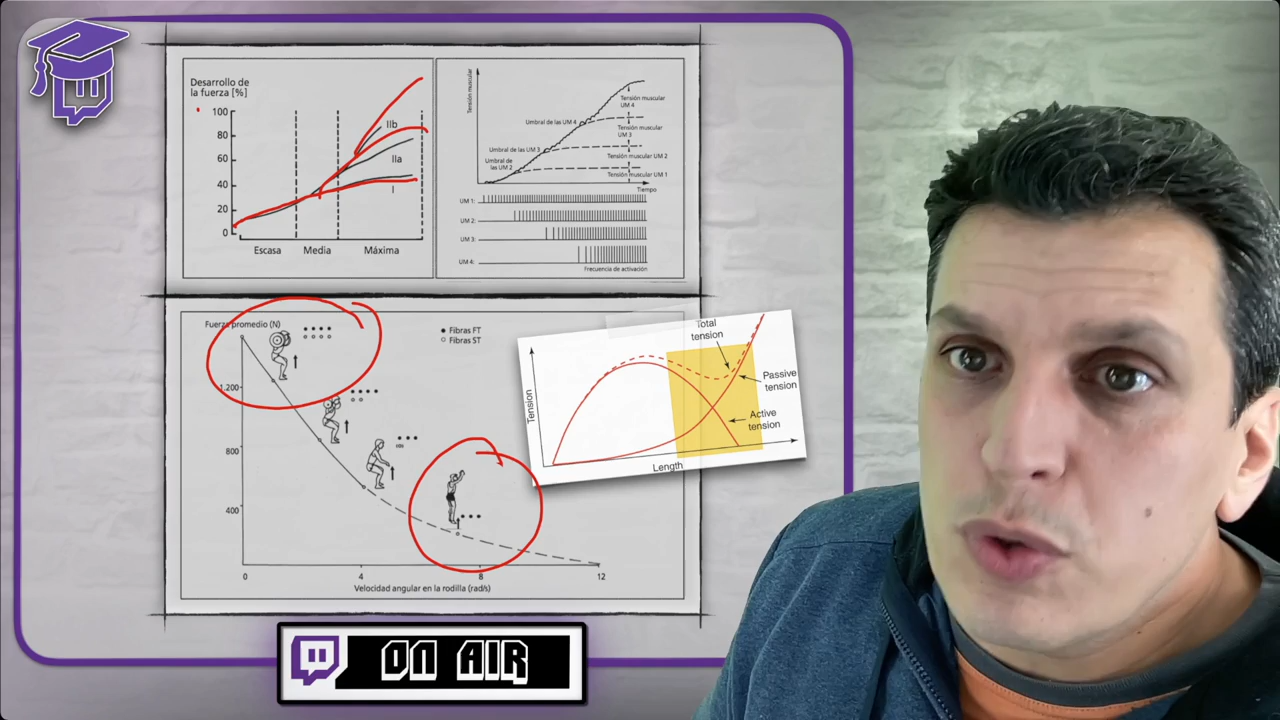 Desarrollo de
la fuerza [%]
100
80
60
40
20
0
IIb
IIa
I
Escasa
Media
Máxima
Tensión muscular
Tensión muscular
UM 4
Umbral de las UM 4
Tensión muscular
UM 3
Umbral de las UM 3
Tensión muscular UM 2
Umbral de
las UM 2
Tensión muscular UM 1
Tiempo
UM 1:
UM 2:
UM 3:
UM 4:
Frecuencia de activación
Fuerza promedio (N)
Fibras FT
Fibras ST
1.200
800
400
0
4
8
12
Velocidad angular en la rodilla (rad/s)
Total
tension
Passive
tension
Active
tension
Tension
Length
ON AIR